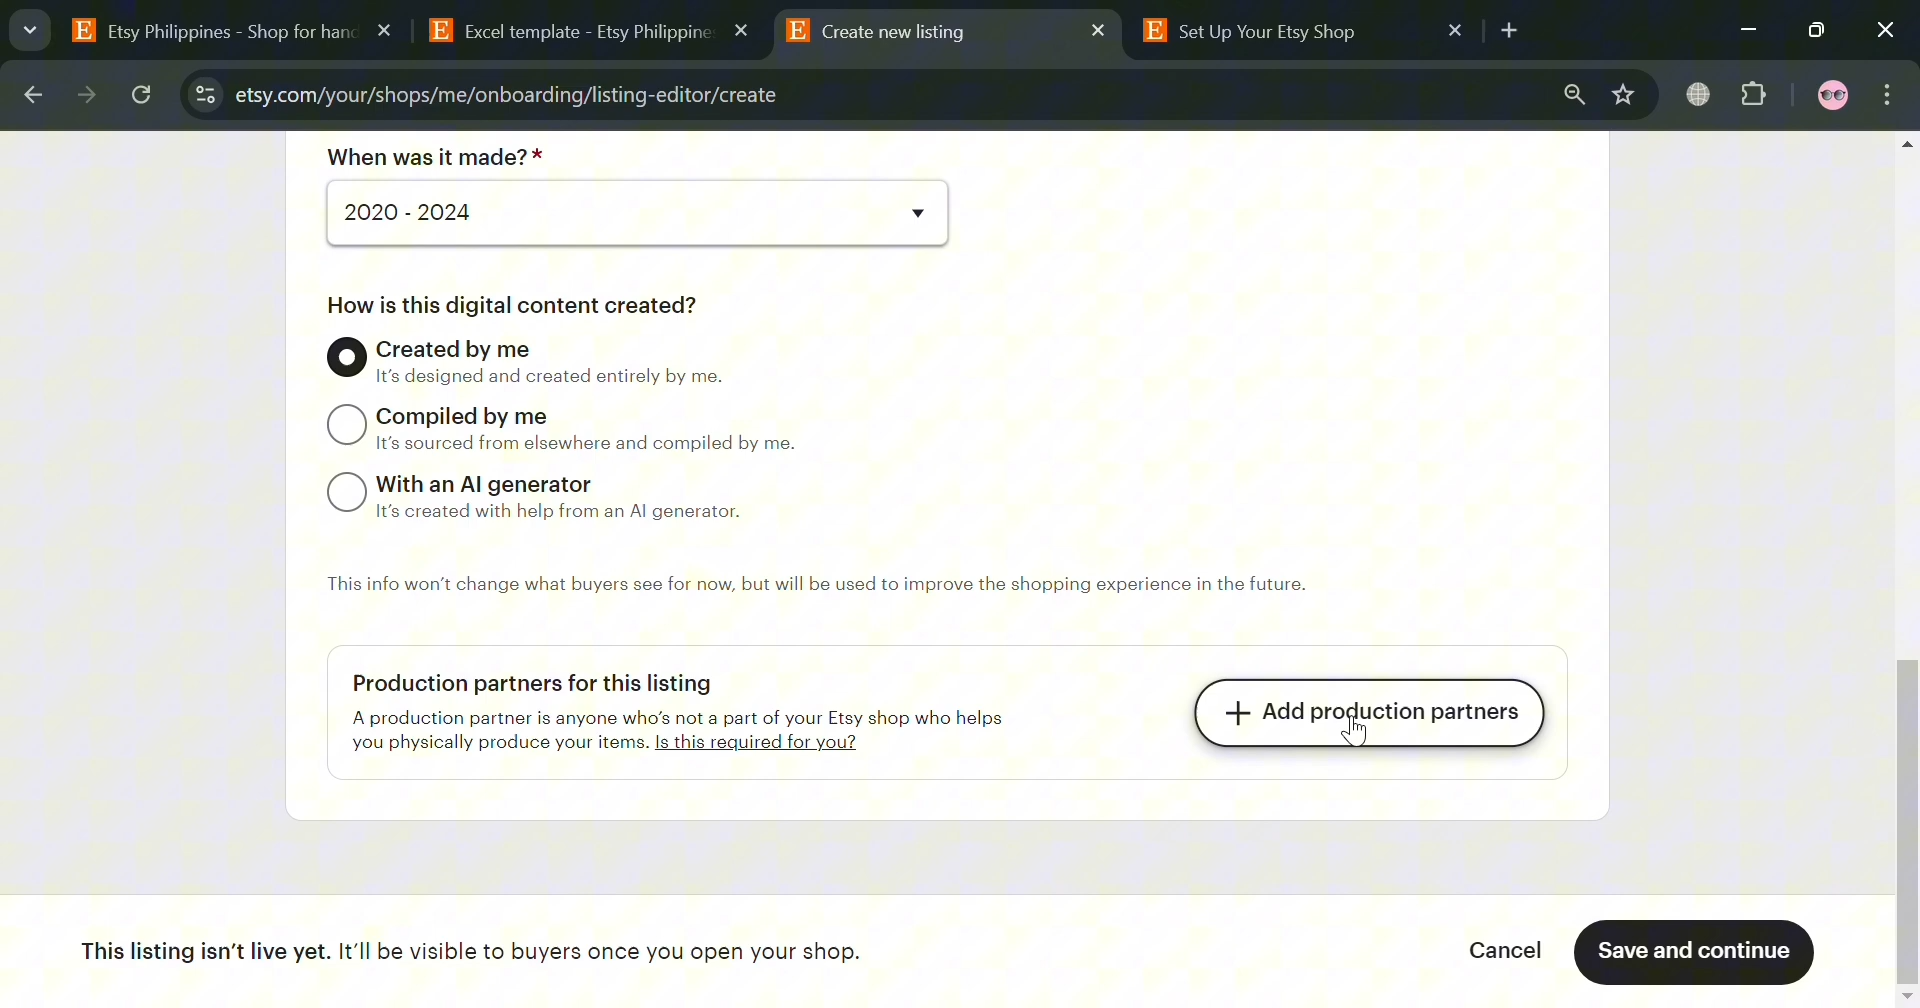 Etsy Philippines - Shop for hand
Excel template - Etsy Philippines
Create new listing
Set Up Your Etsy Shop
etsy.com/your/shops/me/onboarding/listing-editor/create
When was it made? *
2020 - 2024
How is this digital content created?
Created by me
It's designed and created entirely by me.
Compiled by me
It's sourced from elsewhere and compiled by me.
With an AI generator
It's created with help from an AI generator.
This info won't change what buyers see for now, but will be used to improve the shopping experience in the future.
Production partners for this listing
A production partner is anyone who's not a part of your Etsy shop who helps
you physically produce your items. Is this required for you?
Add production partners
This listing isn't live yet. It'll be visible to buyers once you open your shop.
Cancel
Save and continue